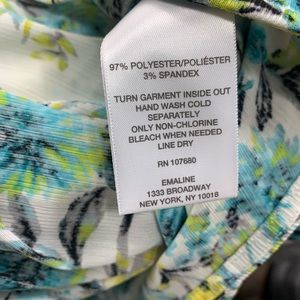 97% POLYESTER/POLIÉSTER
3% SPANDEX
TURN GARMENT INSIDE OUT
HAND WASH COLD
SEPARATELY
ONLY NON-CHLORINE
BLEACH WHEN NEEDED
LINE DRY
RN 107680
EMALINE
1333 BROADWAY
NEW YORK, NY 10018